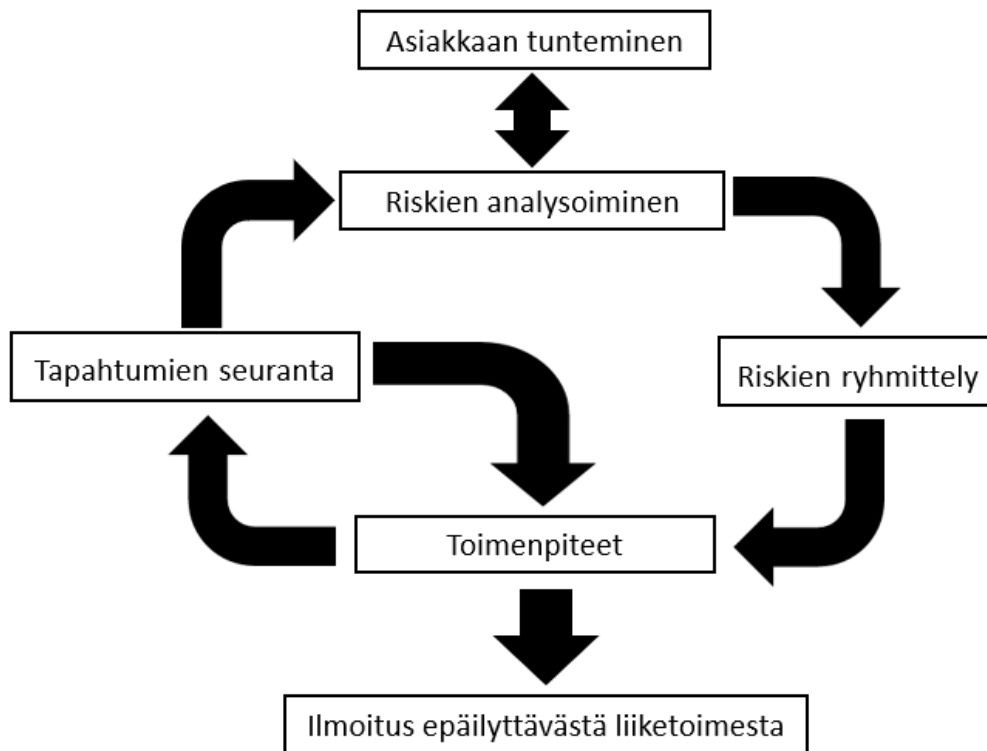 Asiakkaan tunteminen
Riskien analysoiminen
Tapahtumien seuranta
Riskien ryhmittely
Toimenpiteet
Ilmoitus epäilyttävästä liiketoimesta